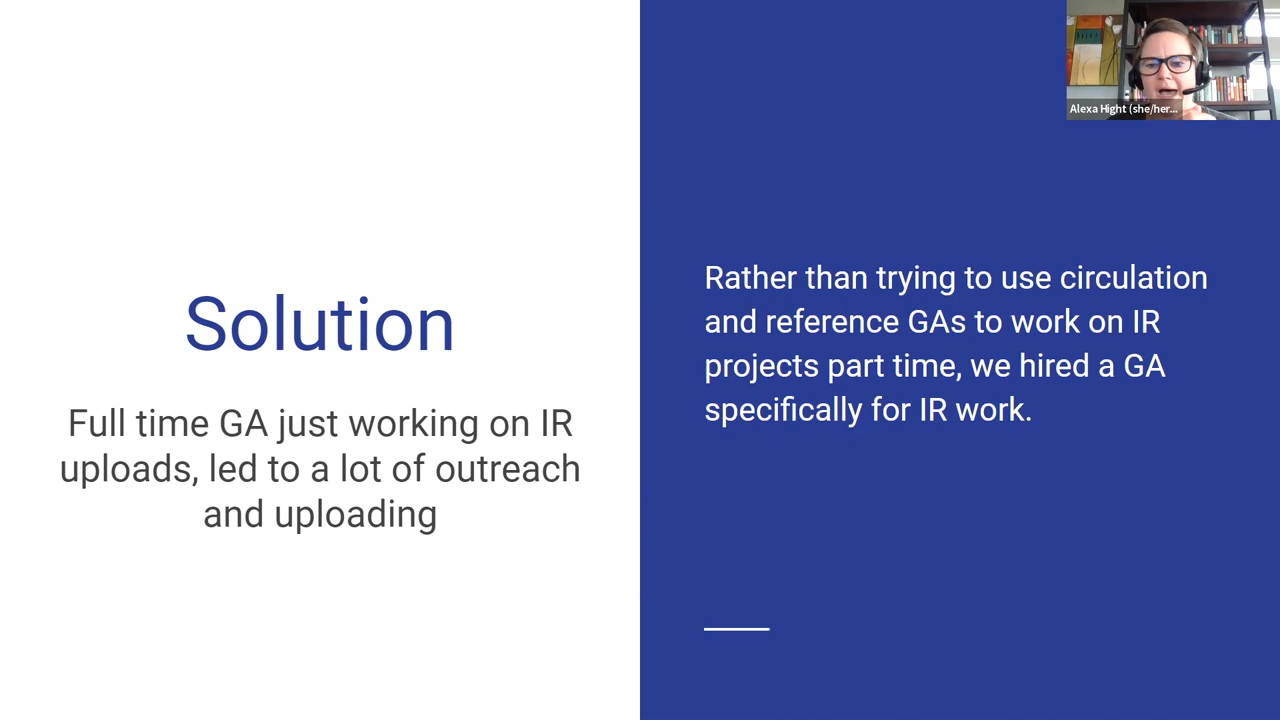 Alexa Hight (she/her...
Solution
Full time GA just working on IR
uploads, led to a lot of outreach
and uploading
Rather than trying to use circulation
and reference GAs to work on IR
projects part time, we hired a GA
specifically for IR work.